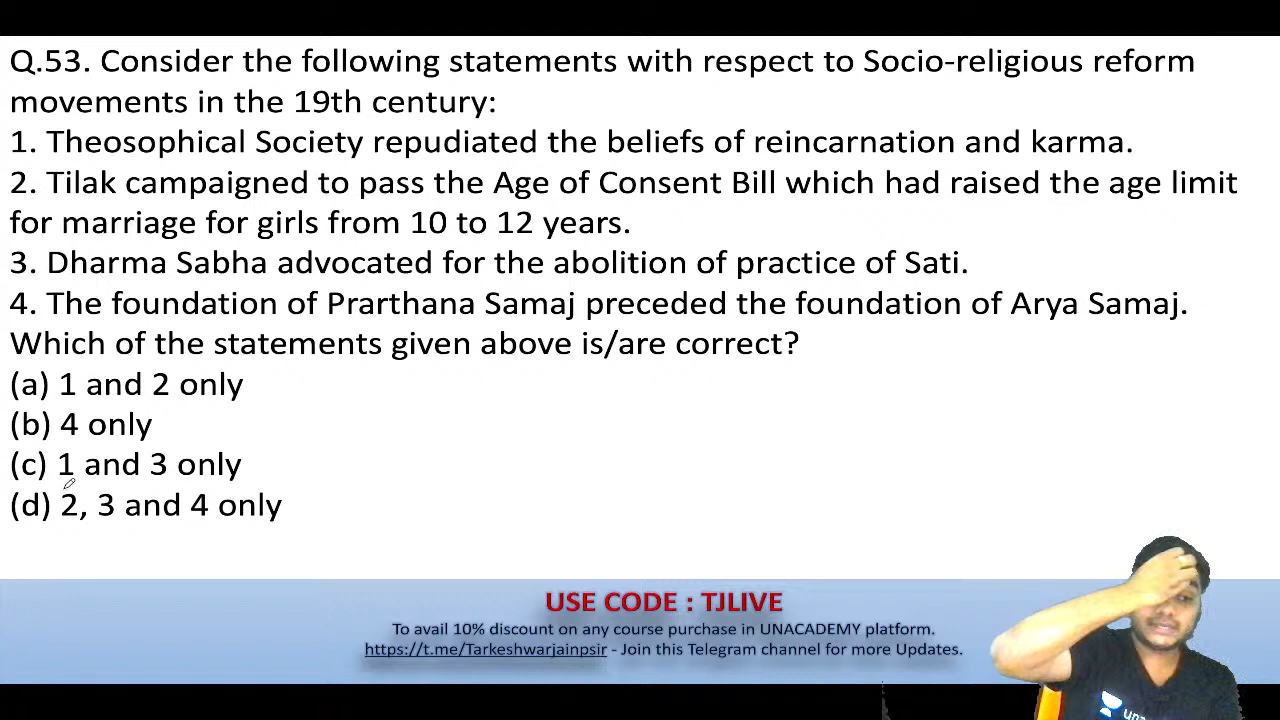 Q.53. Consider the following statements with respect to Socio-religious reform
movements in the 19th century:
1. Theosophical Society repudiated the beliefs of reincarnation and karma.
2. Tilak campaigned to pass the Age of Consent Bill which had raised the age limit
for marriage for girls from 10 to 12 years.
3. Dharma Sabha advocated for the abolition of practice of Sati.
4. The foundation of Prarthana Samaj preceded the foundation of Arya Samaj.
Which of the statements given above is/are correct?
(a) 1 and 2 only
(b) 4 only
(c) 1 and 3 only
(d) 2, 3 and 4 only
USE CODE : TJLIVE
To avail 10% discount on any course purchase in UNACADEMY platform.
https://t.me/Tarkeshwarjainpsir - Join this Telegram channel for more Updates.